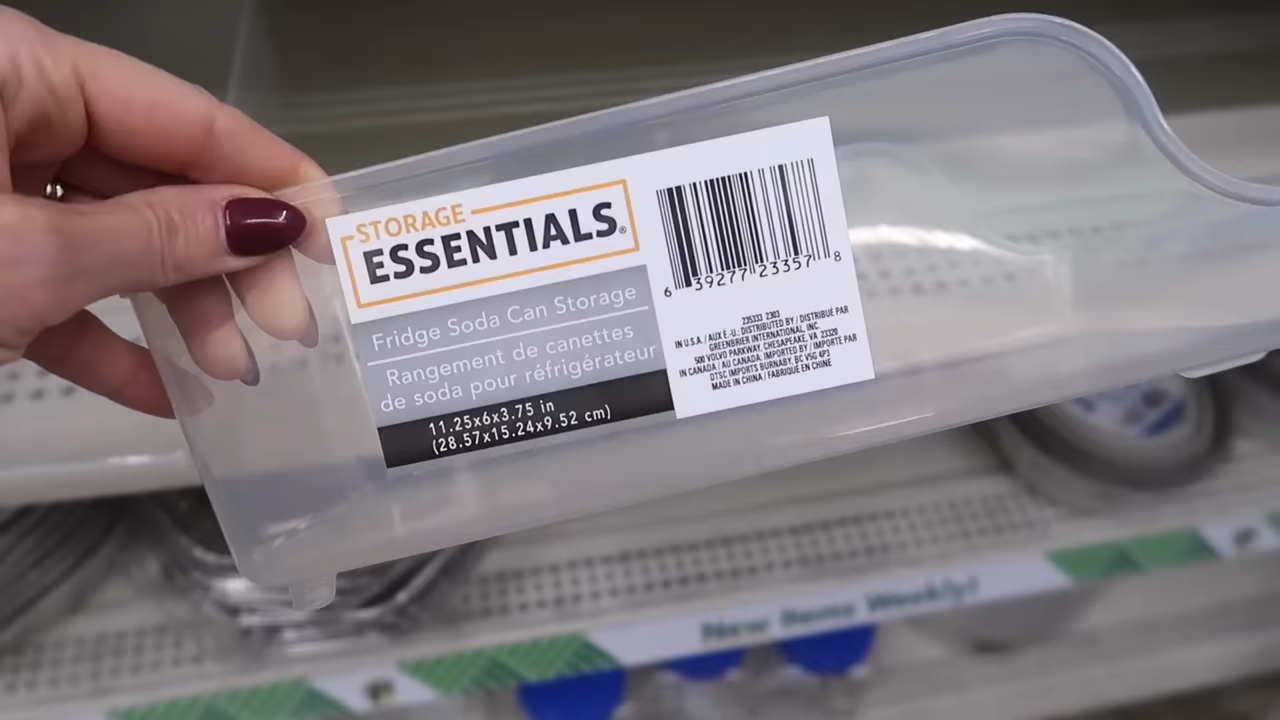 STORAGE
ESSENTIALS®
Fridge Soda Can Storage
Rangement de canettes
de soda pour réfrigérateur
11.25x6x3.75 in
(28.57x15.24x9.52 cm)
6 39277 23357 8
235333 2303
IN U.S.A. / AUX É.-U.: DISTRIBUTED BY / DISTRIBUÉ PAR
GREENBRIER INTERNATIONAL, INC.
500 VOLVO PARKWAY, CHESAPEAKE, VA 23320
IN CANADA / AU CANADA: IMPORTED BY / IMPORTÉ PAR
DTSC IMPORTS BURNABY, BC V5G 4P3
MADE IN CHINA / FABRIQUÉ EN CHINE
New Items Weekly!